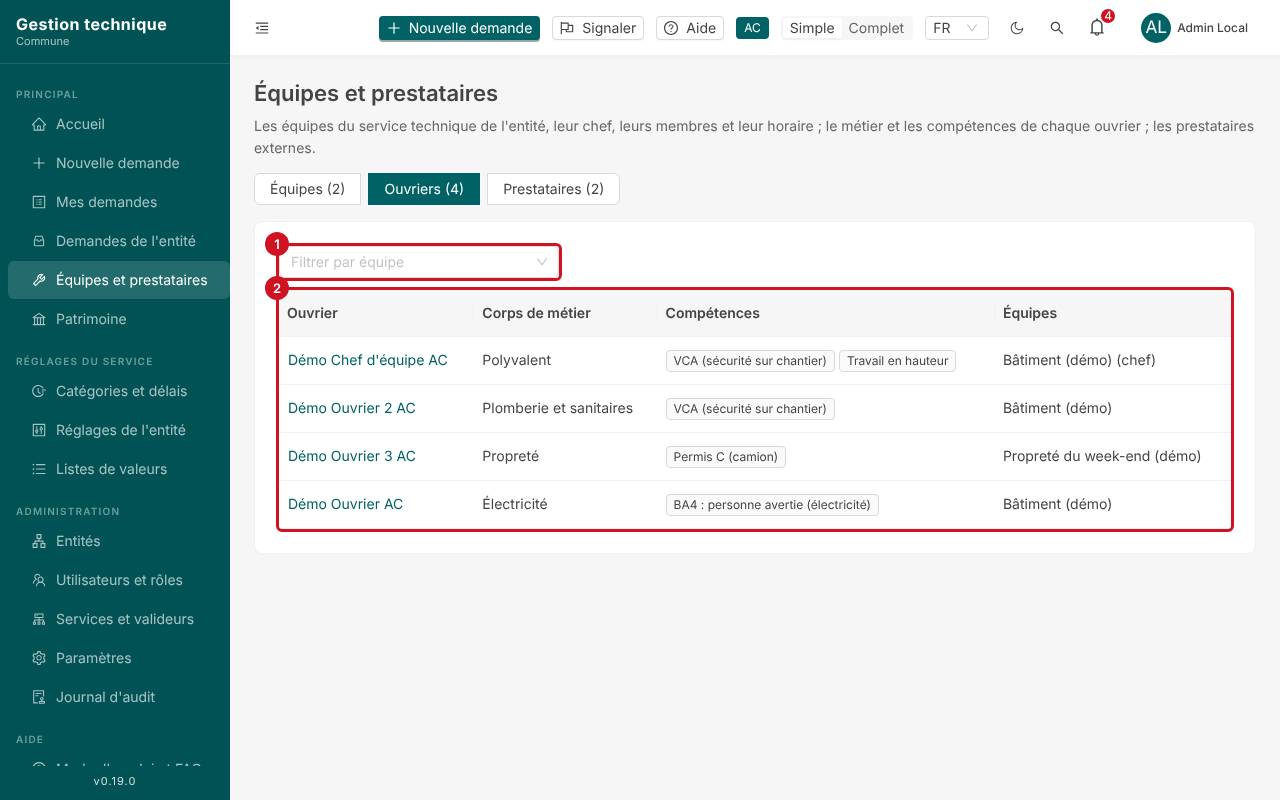 Gestion technique
Commune
PRINCIPAL
Accueil
Nouvelle demande
Mes demandes
Demandes de l'entité
Équipes et prestataires
Patrimoine
RÉGLAGES DU SERVICE
Catégories et délais
Réglages de l'entité
Listes de valeurs
ADMINISTRATION
Entités
Utilisateurs et rôles
Services et valideurs
Paramètres
Journal d'audit
AIDE
v0.19.0
Nouvelle demande Signaler Aide AC Simple Complet FR 4 AL Admin Local
Équipes et prestataires
Les équipes du service technique de l'entité, leur chef, leurs membres et leur horaire ; le métier et les compétences de chaque ouvrier ; les prestataires
externes.
Équipes (2) Ouvriers (4) Prestataires (2)
1
Filtrer par équipe
2
Ouvrier Corps de métier Compétences Équipes
Démo Chef d'équipe AC Polyvalent VCA (sécurité sur chantier) Travail en hauteur Bâtiment (démo) (chef)
Démo Ouvrier 2 AC Plomberie et sanitaires VCA (sécurité sur chantier) Bâtiment (démo)
Démo Ouvrier 3 AC Propreté Permis C (camion) Propreté du week-end (démo)
Démo Ouvrier AC Électricité BA4 : personne avertie (électricité) Bâtiment (démo)